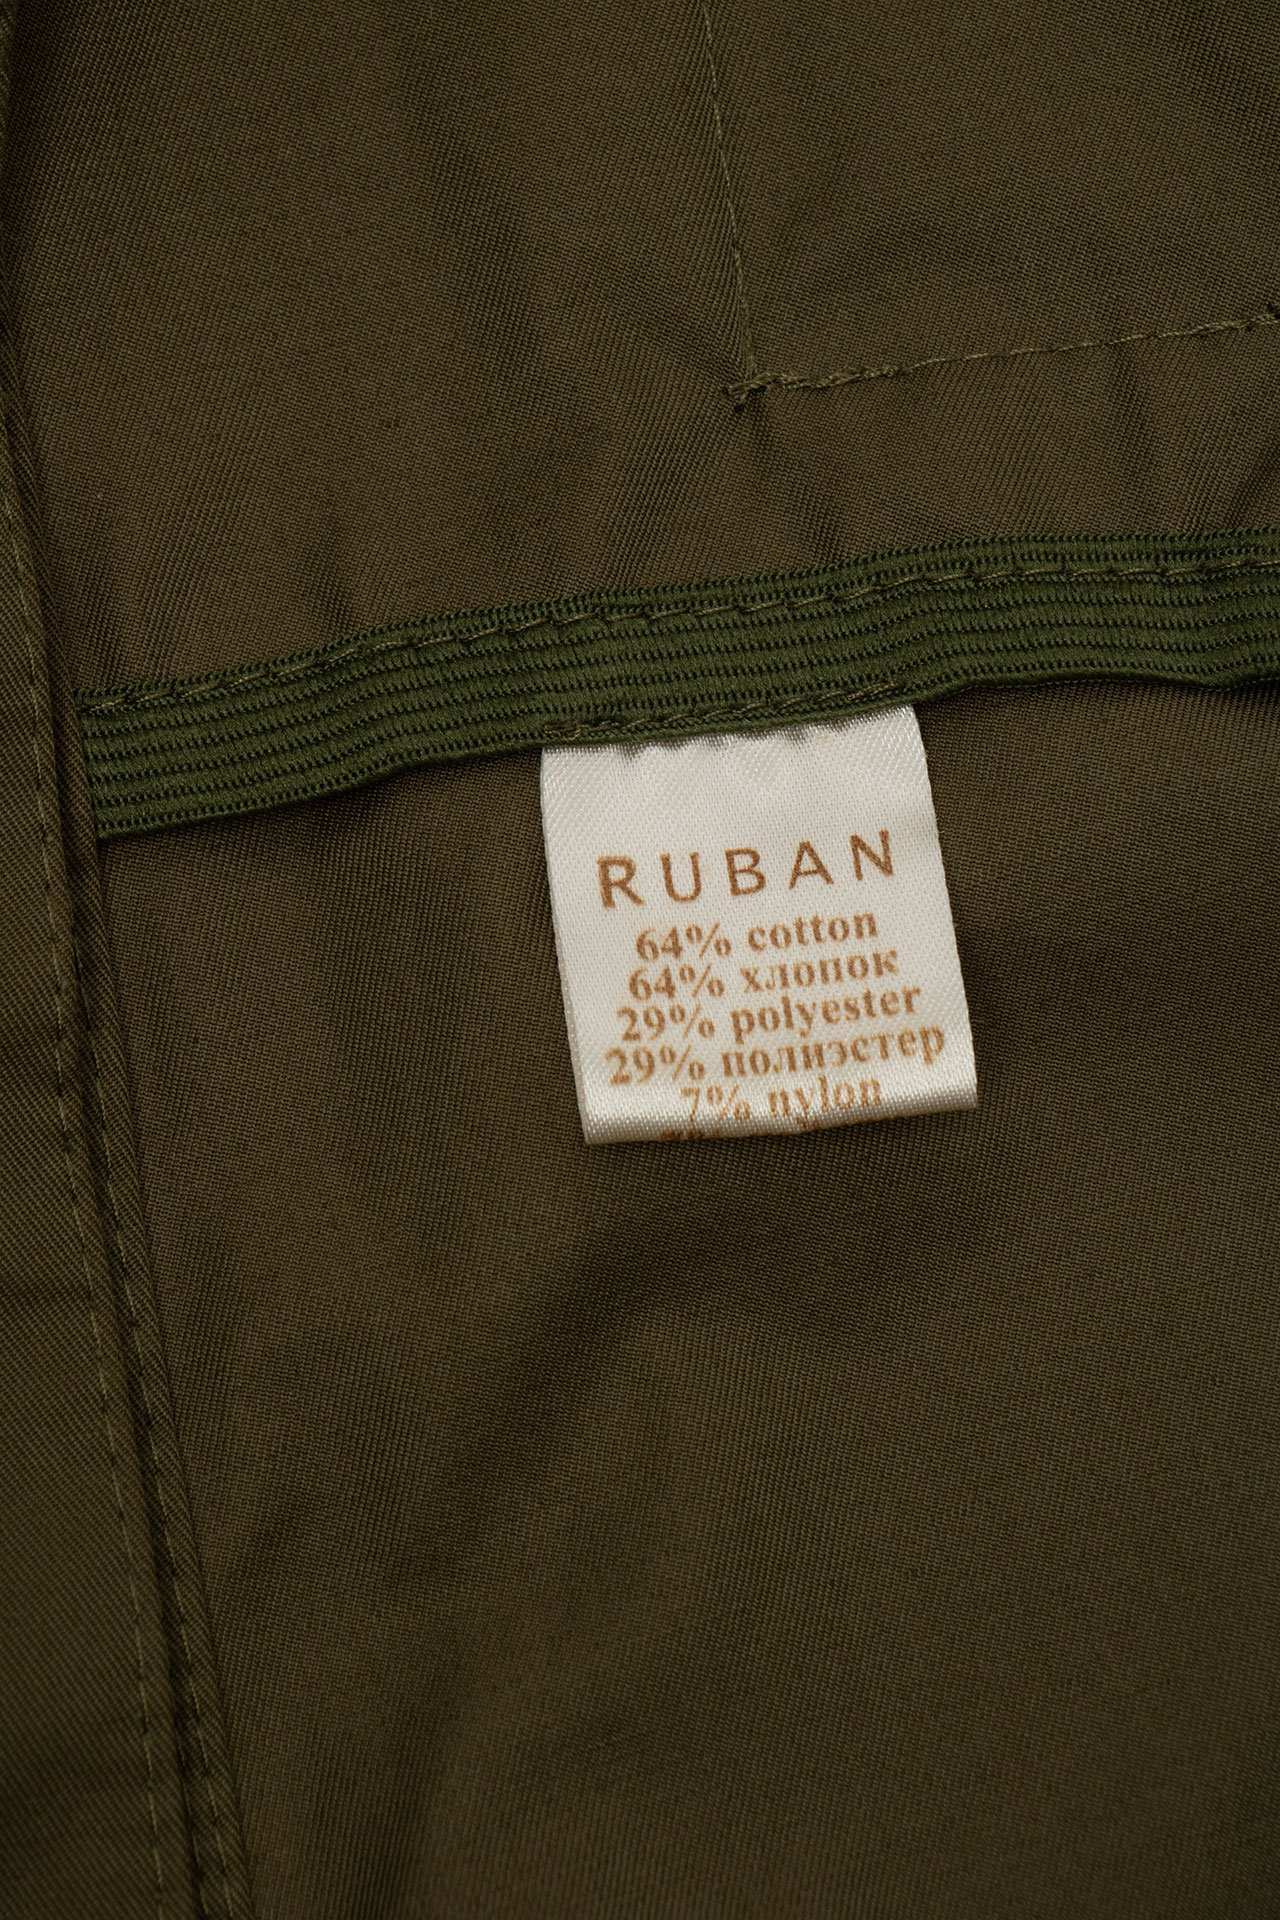 RUBAN
64% cotton
64% хлопок
29% polyester
29% полиэстер
7% nylon